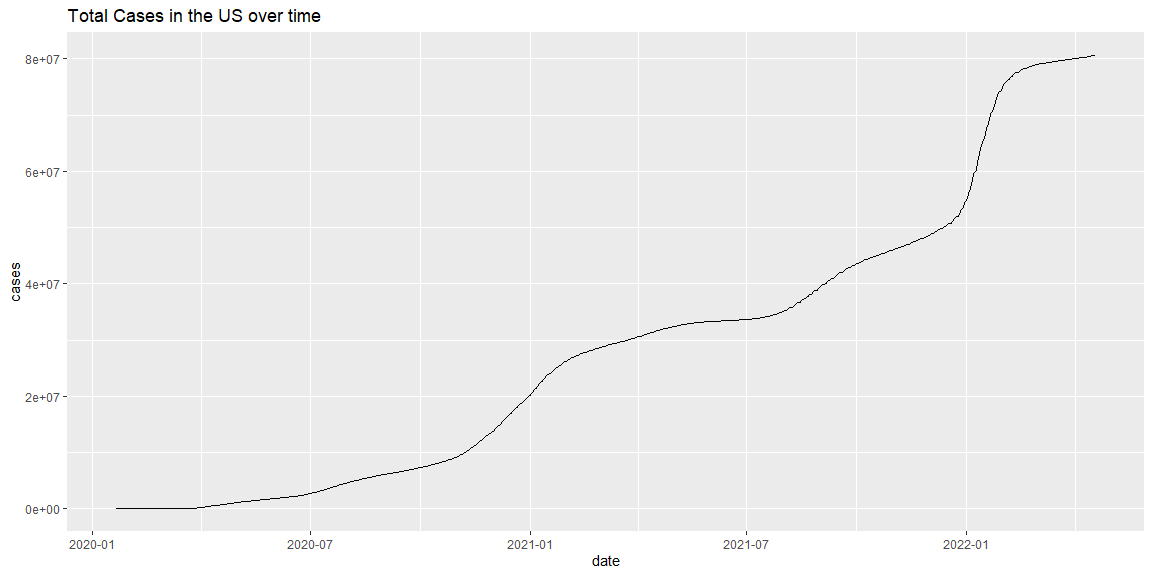 Total Cases in the US over time
8e+07
6e+07
4e+07
2e+07
0e+00
cases
2020-01
2020-07
2021-01
2021-07
2022-01
date